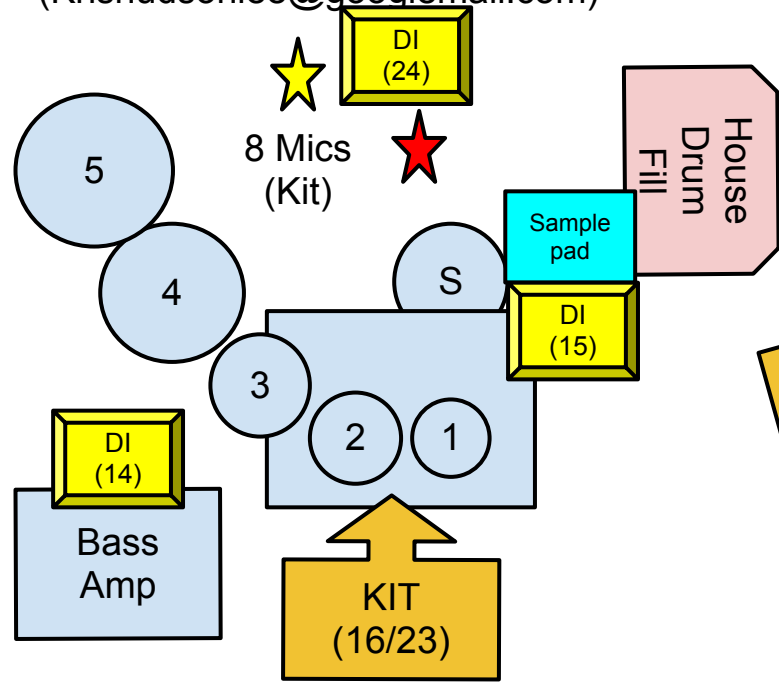 DI
(24)
8 Mics
(Kit)
House
Drum
Fill
5
4
S
Sample
pad
DI
(15)
3
2
1
DI
(14)
Bass
Amp
KIT
(16/23)